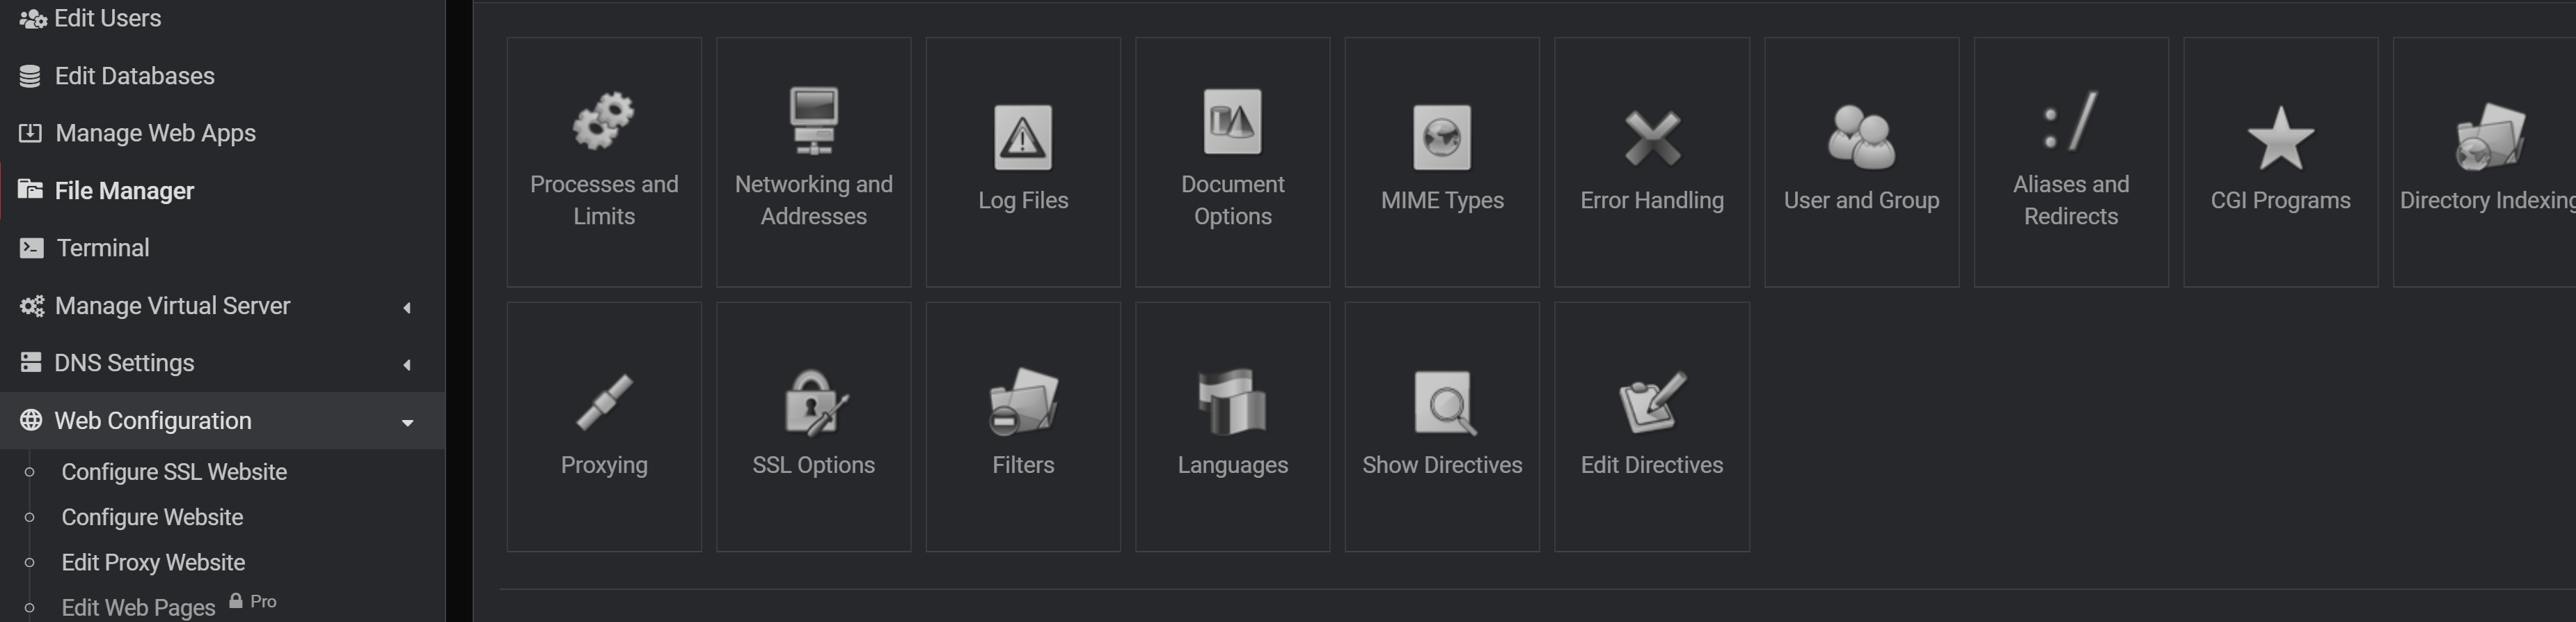 Edit Users
Edit Databases
Manage Web Apps
File Manager
Terminal
Manage Virtual Server
DNS Settings
Web Configuration
Configure SSL Website
Configure Website
Edit Proxy Website
Edit Web Pages Pro
Processes and
Limits
Networking and
Addresses
Log Files
Document
Options
MIME Types
Error Handling
User and Group
:/
Aliases and
Redirects
CGI Programs
Directory Indexing
Proxying
SSL Options
Filters
Languages
Show Directives
Edit Directives